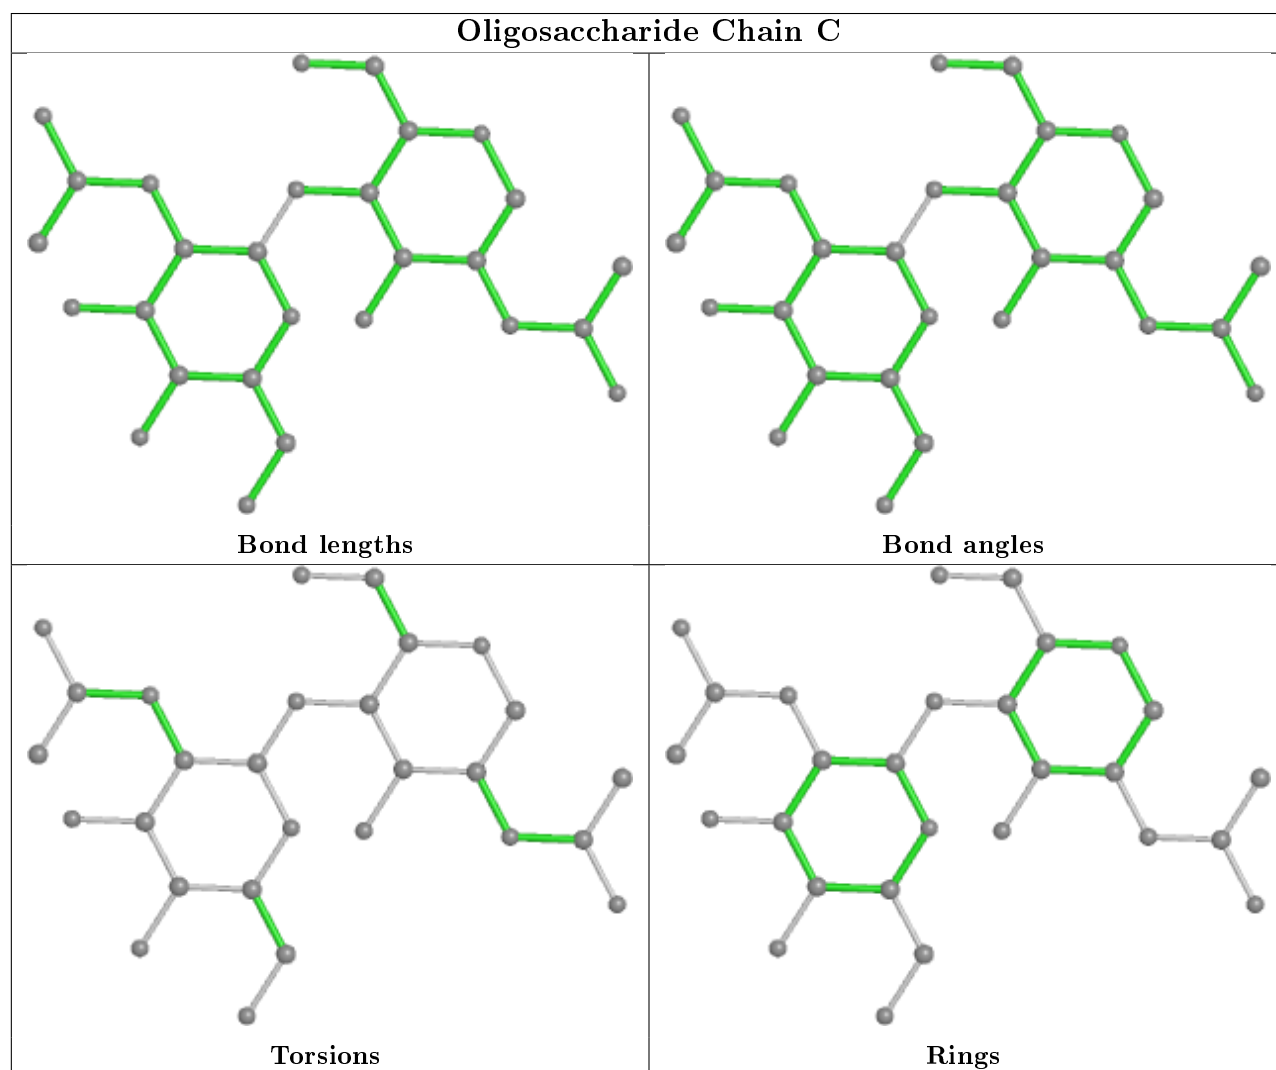 Oligosaccharide Chain C
Bond lengths
Bond angles
Torsions
Rings